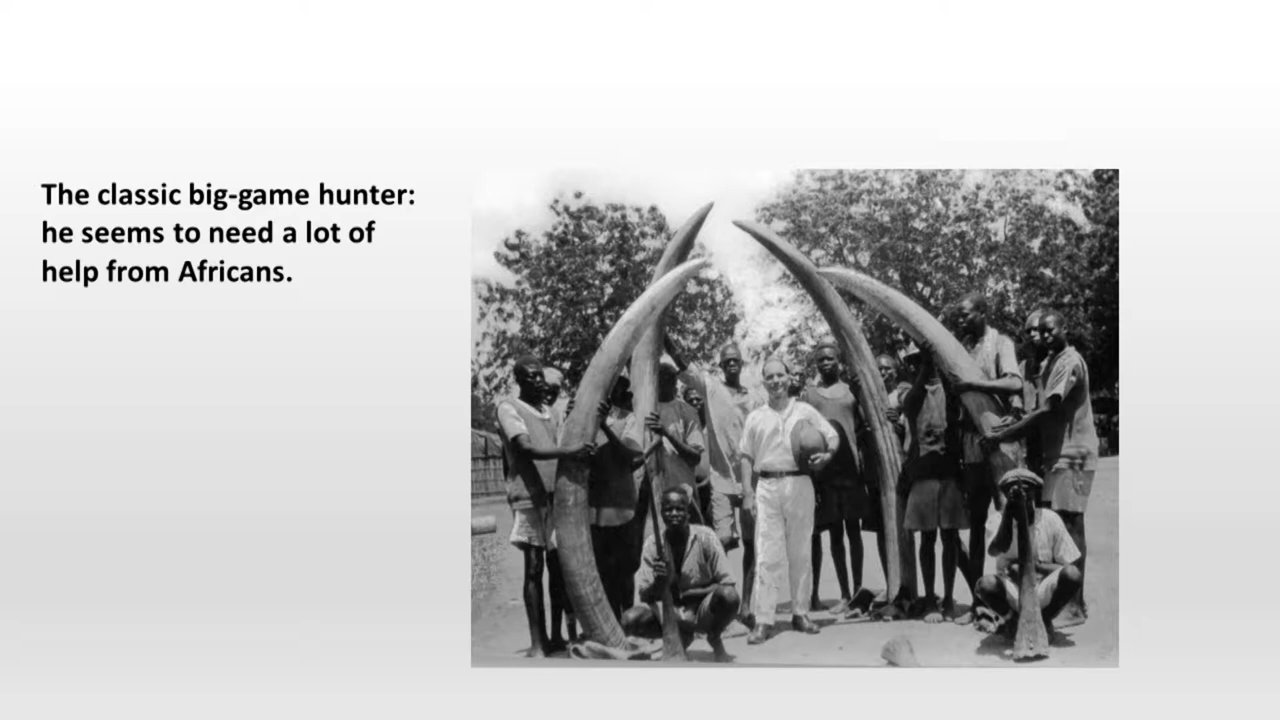 The classic big-game hunter:
he seems to need a lot of
help from Africans.